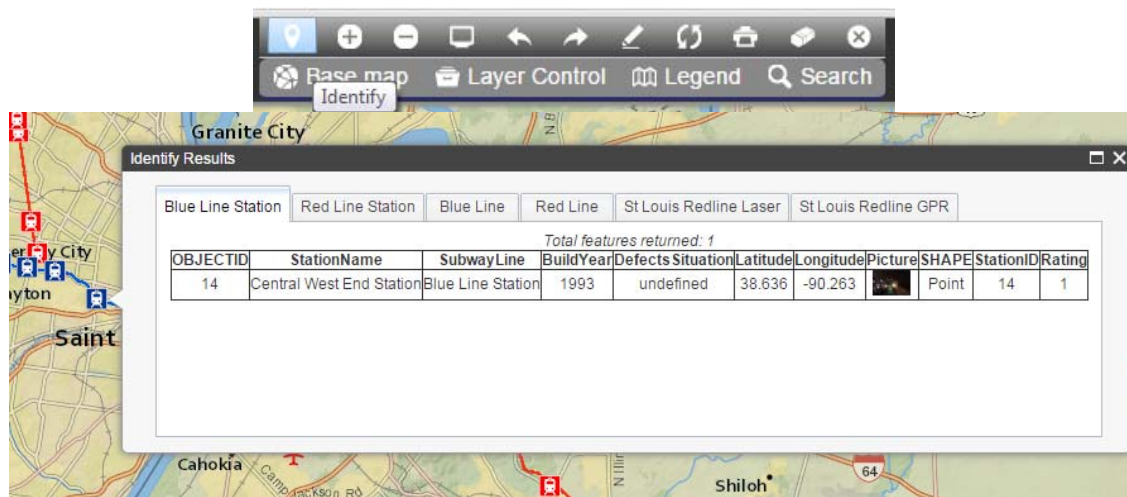 Base map Layer Control Legend Search
Identify
Granite City
Identify Results
Blue Line Station Red Line Station Blue Line Red Line St Louis Redline Laser St Louis Redline GPR
Total features returned: 1
OBJECTID StationName SubwayLine BuildYear Defects Situation Latitude Longitude Picture SHAPE StationID Rating
14 Central West End Station Blue Line Station 1993 undefined 38.636 -90.263 Point 14 1
City
yton
Saint
Cahokia
Rd
64
Shiloh